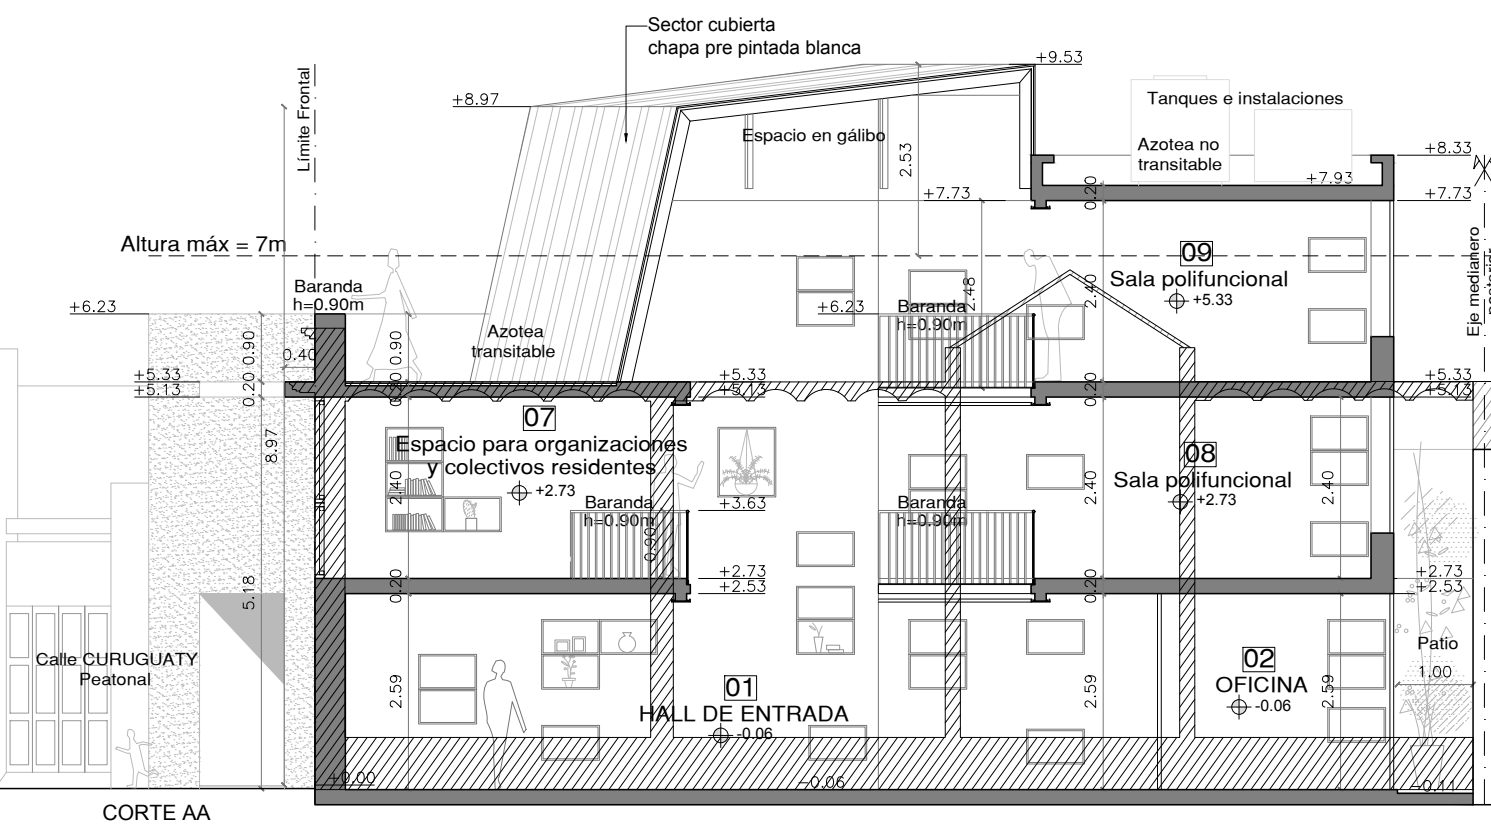 Sector cubierta
chapa pre pintada blanca
+9.53
+8.97
Límite Frontal
Tanques e instalaciones
Espacio en gálibo
2.53
Azotea no
transitable
+8.33
+7.93
0.20
+7.73
+7.73
Altura máx = 7m
Eje medianero
09
Sala polifuncional
+5.33
Baranda
h=0.90m
+6.23
2.48
2.40
+6.23
Baranda
h=0.90m
Azotea
transitable
0.90
0.90
0.40
+5.33
+5.13
0.20
0.20
+5.33
+5.13
0.20
+5.33
+5.13
07
Espacio para organizaciones
y colectivos residentes
+2.73
8.97
2.40
08
Sala polifuncional
+2.73
2.40
2.40
Baranda
h=0.90m
0.90
+3.63
Baranda
h=0.90m
5.18
0.20
+2.73
+2.53
0.20
+2.73
+2.53
Calle CURUGUATY
Peatonal
2.59
01
HALL DE ENTRADA
-0.06
2.59
02
OFICINA
-0.06
2.59
Patio
1.00
+0.00
-0.06
-0.11
CORTE AA